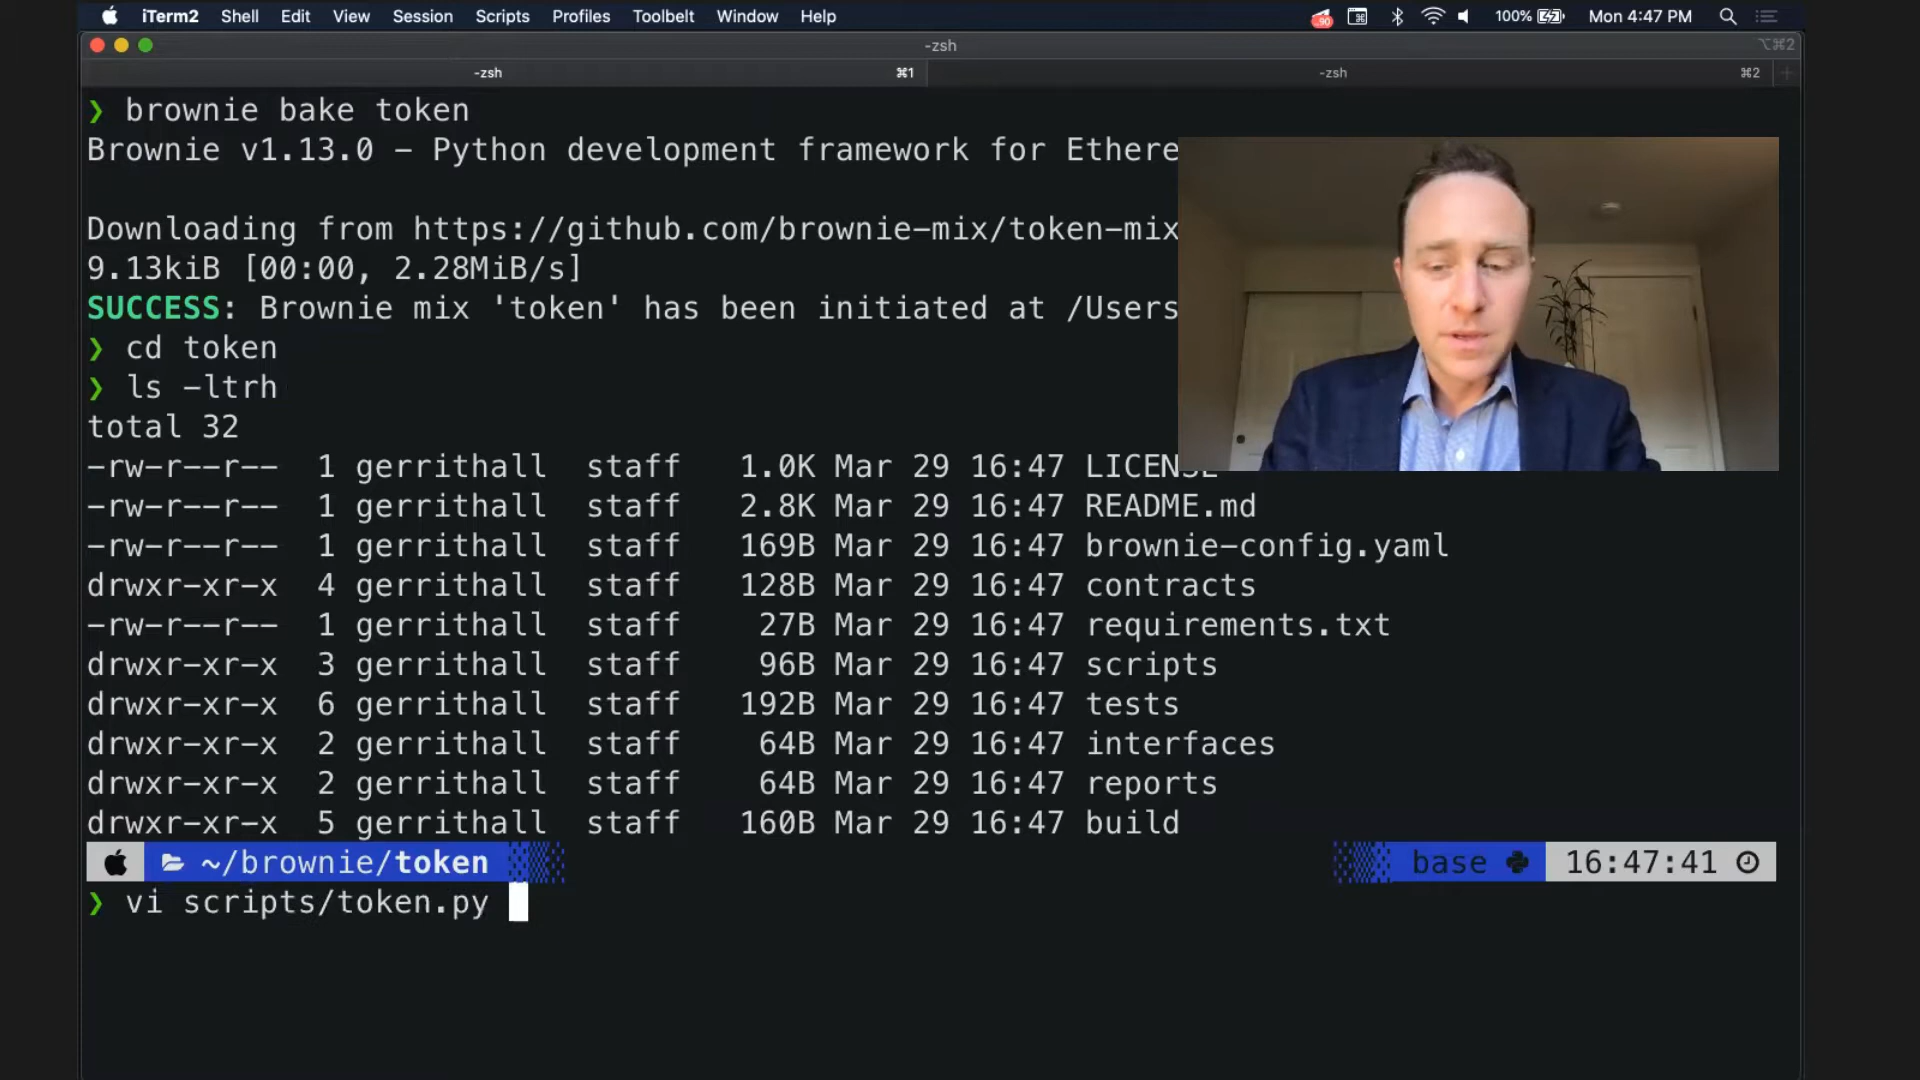 iTerm2 Shell Edit View Session Scripts Profiles Toolbelt Window Help 90 100% Mon 4:47 PM
-zsh ⌥⌘2
-zsh ⌘1 -zsh ⌘2 +
❯ brownie bake token
Brownie v1.13.0 - Python development framework for Ethere
Downloading from https://github.com/brownie-mix/token-mix
9.13kiB [00:00, 2.28MiB/s]
SUCCESS: Brownie mix 'token' has been initiated at /Users
❯ cd token
❯ ls -ltrh
total 32
-rw-r--r-- 1 gerrithall staff 1.0K Mar 29 16:47 LICENSE
-rw-r--r-- 1 gerrithall staff 2.8K Mar 29 16:47 README.md
-rw-r--r-- 1 gerrithall staff 169B Mar 29 16:47 brownie-config.yaml
drwxr-xr-x 4 gerrithall staff 128B Mar 29 16:47 contracts
-rw-r--r-- 1 gerrithall staff 27B Mar 29 16:47 requirements.txt
drwxr-xr-x 3 gerrithall staff 96B Mar 29 16:47 scripts
drwxr-xr-x 6 gerrithall staff 192B Mar 29 16:47 tests
drwxr-xr-x 2 gerrithall staff 64B Mar 29 16:47 interfaces
drwxr-xr-x 2 gerrithall staff 64B Mar 29 16:47 reports
drwxr-xr-x 5 gerrithall staff 160B Mar 29 16:47 build
~/brownie/token base 16:47:41
❯ vi scripts/token.py